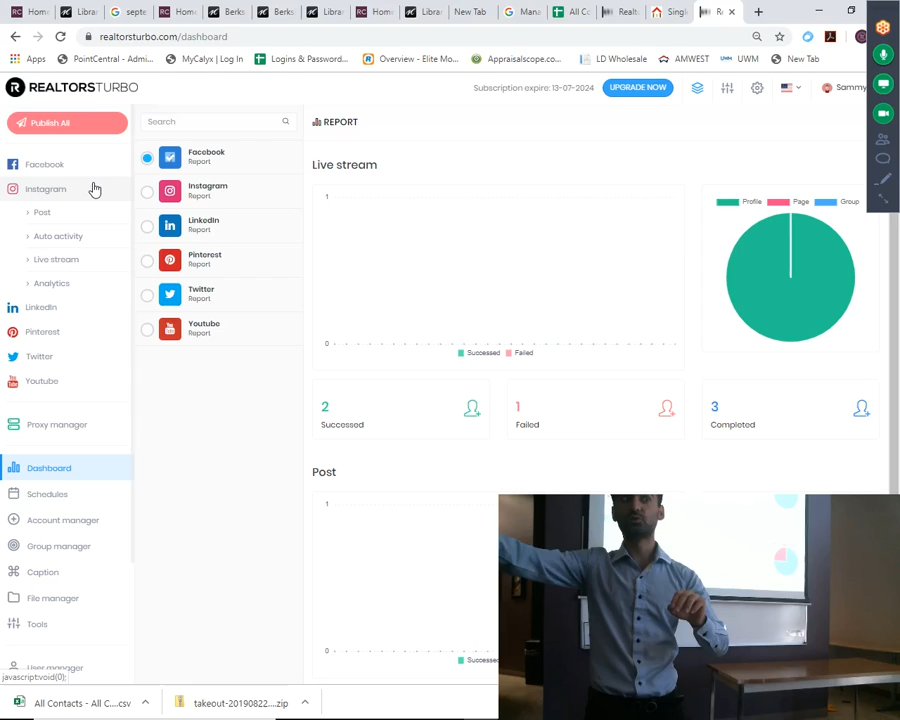 Home
Libra
septe
Home
Berks
Berks
Libra
Home
Libra
New Tab
Mana
All Co
Realt
Singl
R
realtorsturbo.com/dashboard
Apps
PointCentral - Admi...
MyCalyx | Log In
Logins & Password...
Overview - Elite Mo...
Appraisalscope.co...
LD Wholesale
AMWEST
UWM
New Tab
REALTORSTURBO
Subscription expire: 13-07-2024
UPGRADE NOW
Sammy
Publish All
Facebook
Instagram
Post
Auto activity
Live stream
Analytics
LinkedIn
Pinterest
Twitter
Youtube
Proxy manager
Dashboard
Schedules
Account manager
Group manager
Caption
File manager
Tools
User manager
javascript:void(0);
Search
Facebook
Report
Instagram
Report
LinkedIn
Report
Pinterest
Report
Twitter
Report
Youtube
Report
REPORT
Live stream
1
0
Successed
Failed
Profile
Page
Group
2
Successed
1
Failed
3
Completed
Post
1
0
Successe
All Contacts - All C....csv
takeout-20190822....zip